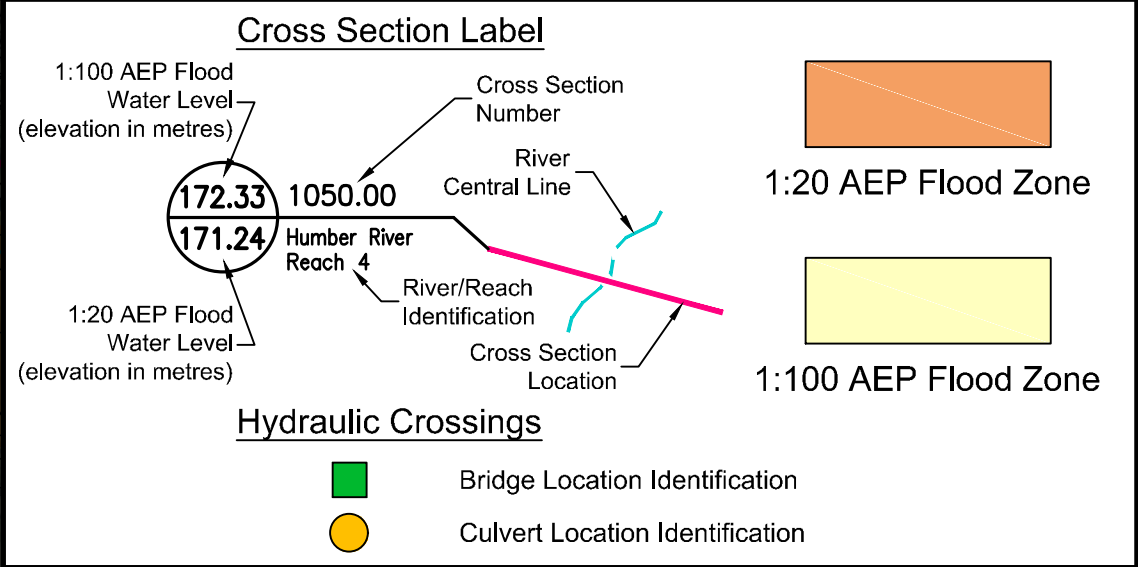 Cross Section Label
1:100 AEP Flood
Water Level
(elevation in metres)
Cross Section
Number
River
Central Line
172.33
1050.00
171.24
Humber River
Reach 4
River/Reach
Identification
1:20 AEP Flood
Water Level
(elevation in metres)
Cross Section
Location
1:20 AEP Flood Zone
1:100 AEP Flood Zone
Hydraulic Crossings
Bridge Location Identification
Culvert Location Identification